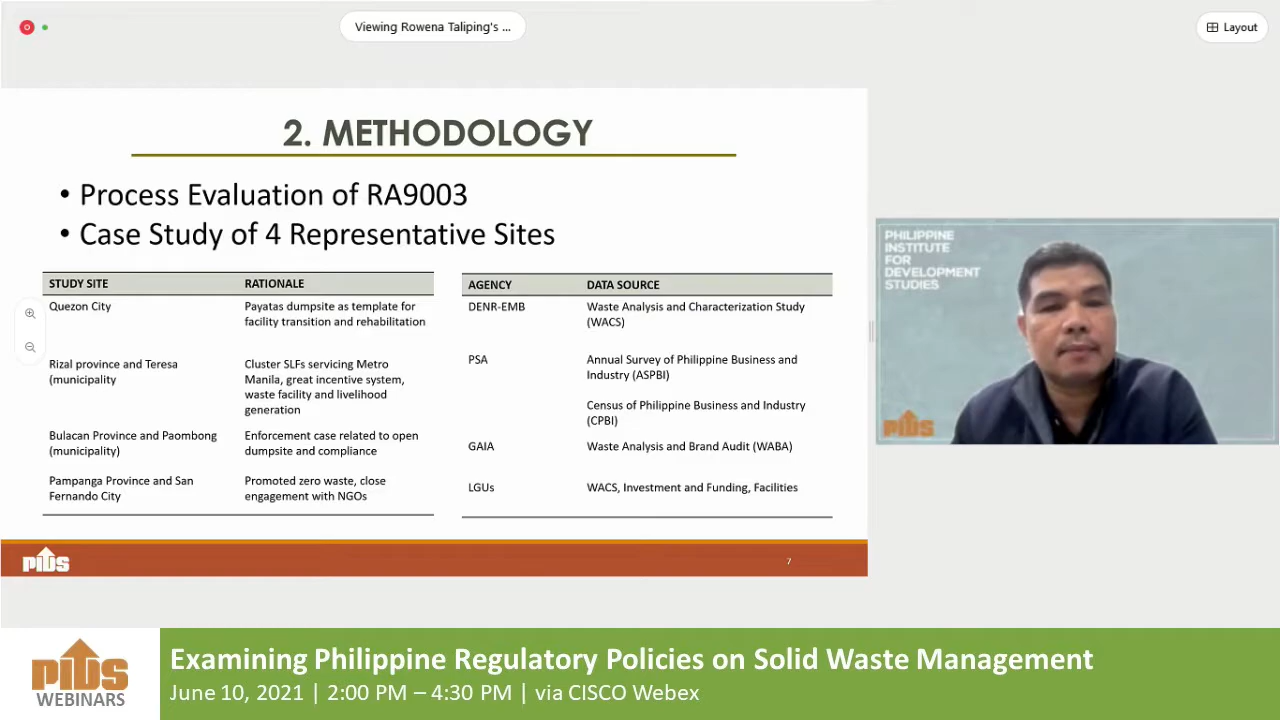 Viewing Rowena Taliping's ...
Layout
2. METHODOLOGY
• Process Evaluation of RA9003
• Case Study of 4 Representative Sites
STUDY SITE RATIONALE
Quezon City Payatas dumpsite as template for
facility transition and rehabilitation
Rizal province and Teresa Cluster SLFs servicing Metro
(municipality Manila, great incentive system,
waste facility and livelihood
generation
Bulacan Province and Paombong Enforcement case related to open
(municipality) dumpsite and compliance
Pampanga Province and San Promoted zero waste, close
Fernando City engagement with NGOs
AGENCY DATA SOURCE
DENR-EMB Waste Analysis and Characterization Study
(WACS)
PSA Annual Survey of Philippine Business and
Industry (ASPBI)
Census of Philippine Business and Industry
(CPBI)
GAIA Waste Analysis and Brand Audit (WABA)
LGUs WACS, Investment and Funding, Facilities
PIDS
7
PHILIPPINE
INSTITUTE
FOR
DEVELOPMENT
STUDIES
PIDS
PIDS
WEBINARS
Examining Philippine Regulatory Policies on Solid Waste Management
June 10, 2021 | 2:00 PM – 4:30 PM | via CISCO Webex